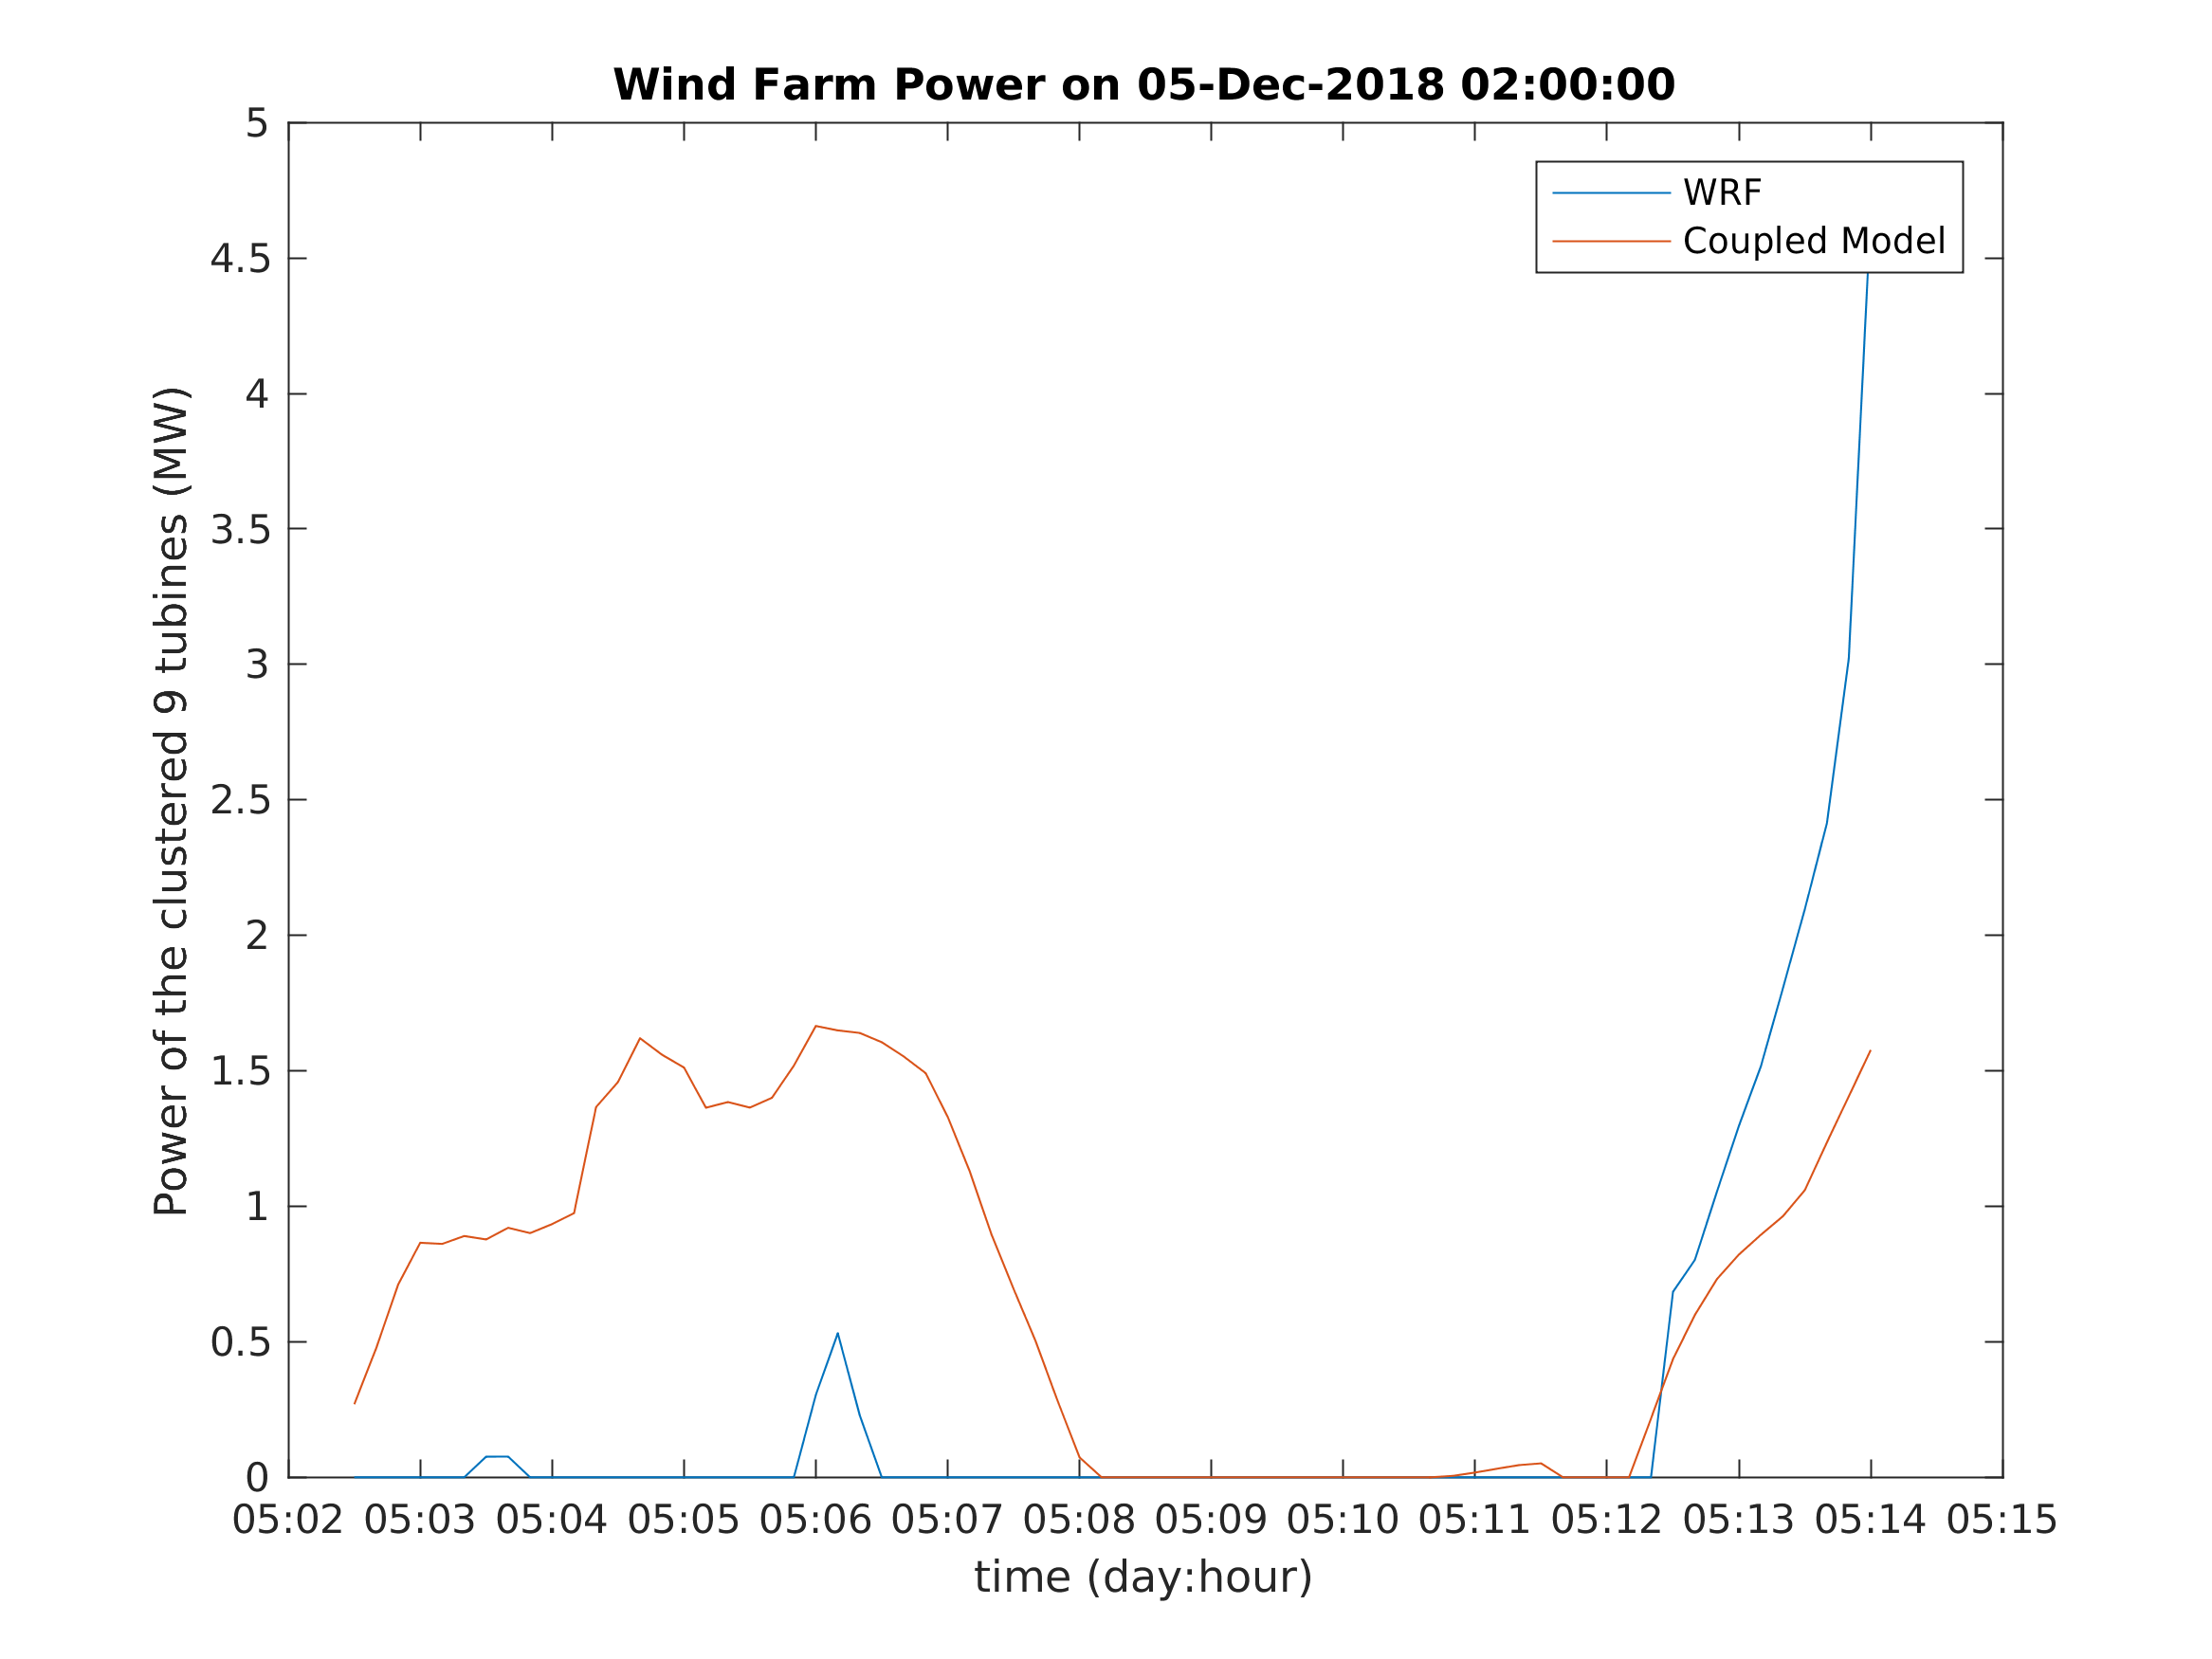 Wind Farm Power on 05-Dec-2018 02:00:00
5
4.5
4
3.5
3
2.5
2
1.5
1
0.5
0
Power of the clustered 9 tubines (MW)
WRF
Coupled Model
05:02 05:03 05:04 05:05 05:06 05:07 05:08 05:09 05:10 05:11 05:12 05:13 05:14 05:15
time (day:hour)